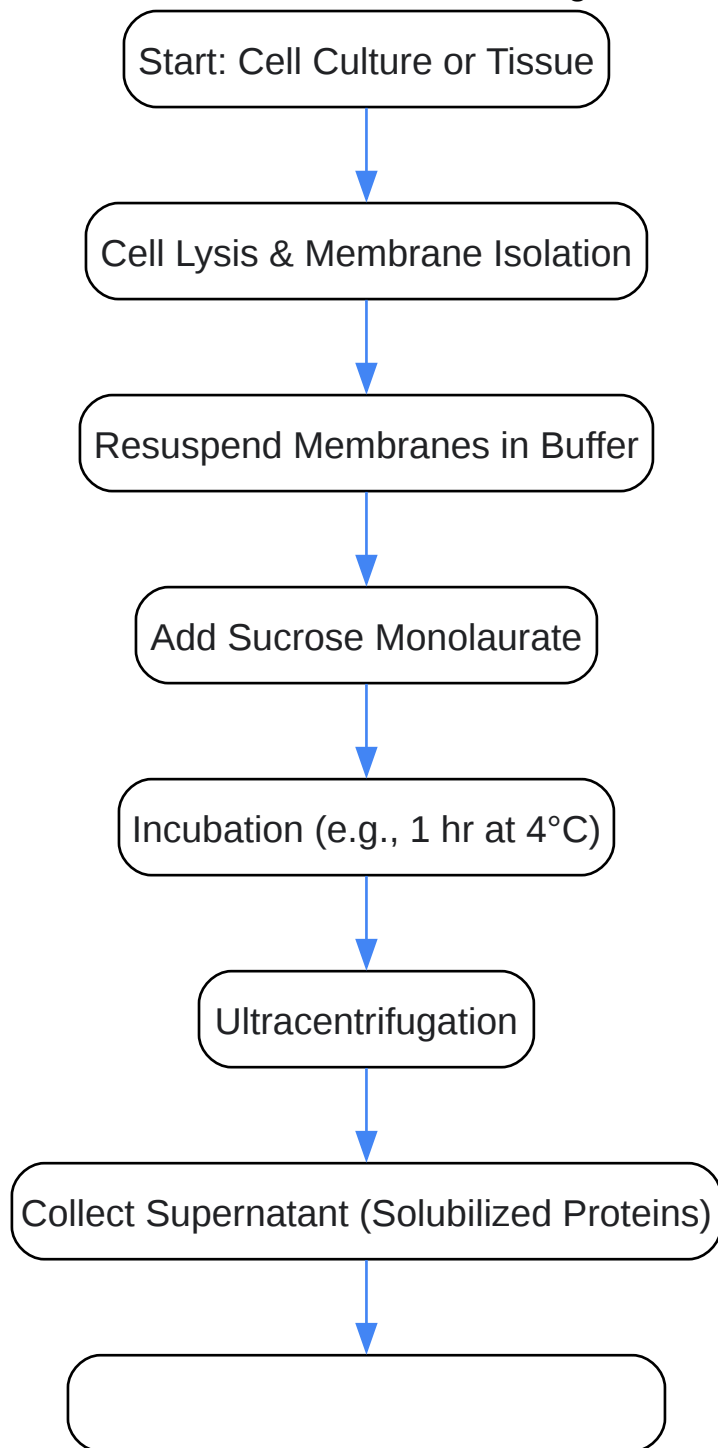 Start: Cell Culture or Tissue
Cell Lysis & Membrane Isolation
Resuspend Membranes in Buffer
Add Sucrose Monolaurate
Incubation (e.g., 1 hr at 4°C)
Ultracentrifugation
Collect Supernatant (Solubilized Proteins)